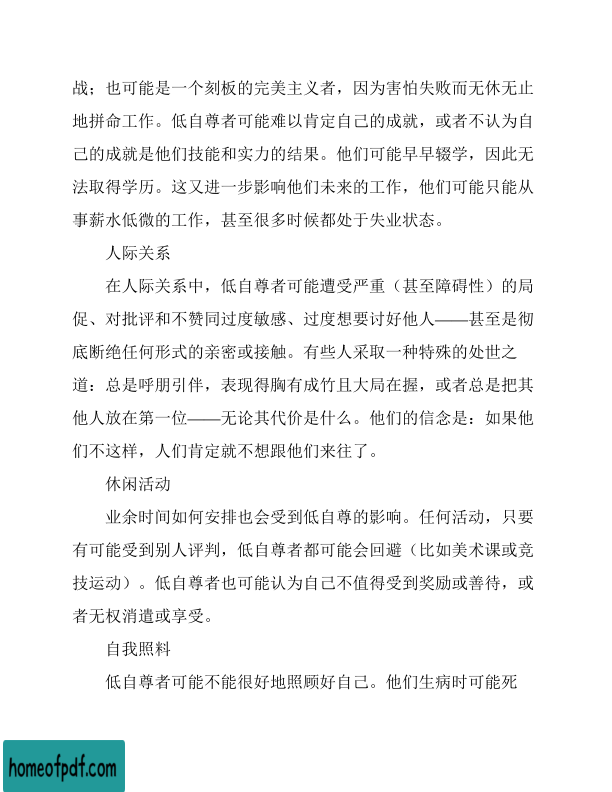 战；也可能是一个刻板的完美主义者，因为害怕失败而无休无止
地拼命工作。低自尊者可能难以肯定自己的成就，或者不认为自
己的成就是他们技能和实力的结果。他们可能早早辍学，因此无
法取得学历。这又进一步影响他们未来的工作，他们可能只能从
事薪水低微的工作，甚至很多时候都处于失业状态。
人际关系
在人际关系中，低自尊者可能遭受严重（甚至障碍性）的局
促、对批评和不赞同过度敏感、过度想要讨好他人——甚至是彻
底断绝任何形式的亲密或接触。有些人采取一种特殊的处世之
道：总是呼朋引伴，表现得胸有成竹且大局在握，或者总是把其
他人放在第一位——无论其代价是什么。他们的信念是：如果他
们不这样，人们肯定就不想跟他们来往了。
休闲活动
业余时间如何安排也会受到低自尊的影响。任何活动，只要
有可能受到别人评判，低自尊者都可能会回避（比如美术课或竞
技运动）。低自尊者也可能认为自己不值得受到奖励或善待，或
者无权消遣或享受。
自我照料
低自尊者可能不能很好地照顾好自己。他们生病时可能死
homeofpdf.com